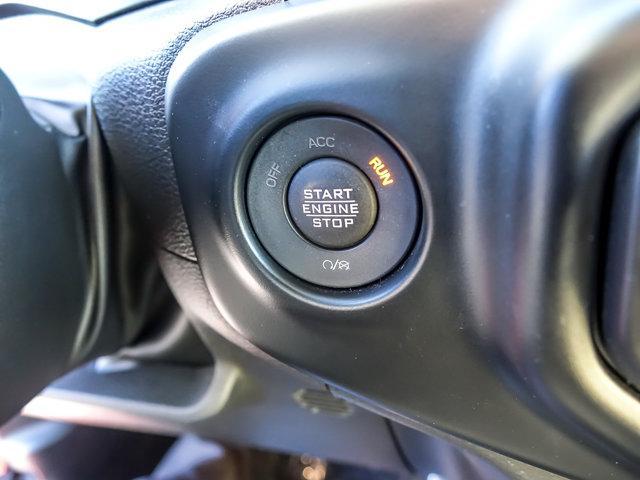 OFF
ACC
RUN
START
ENGINE
STOP